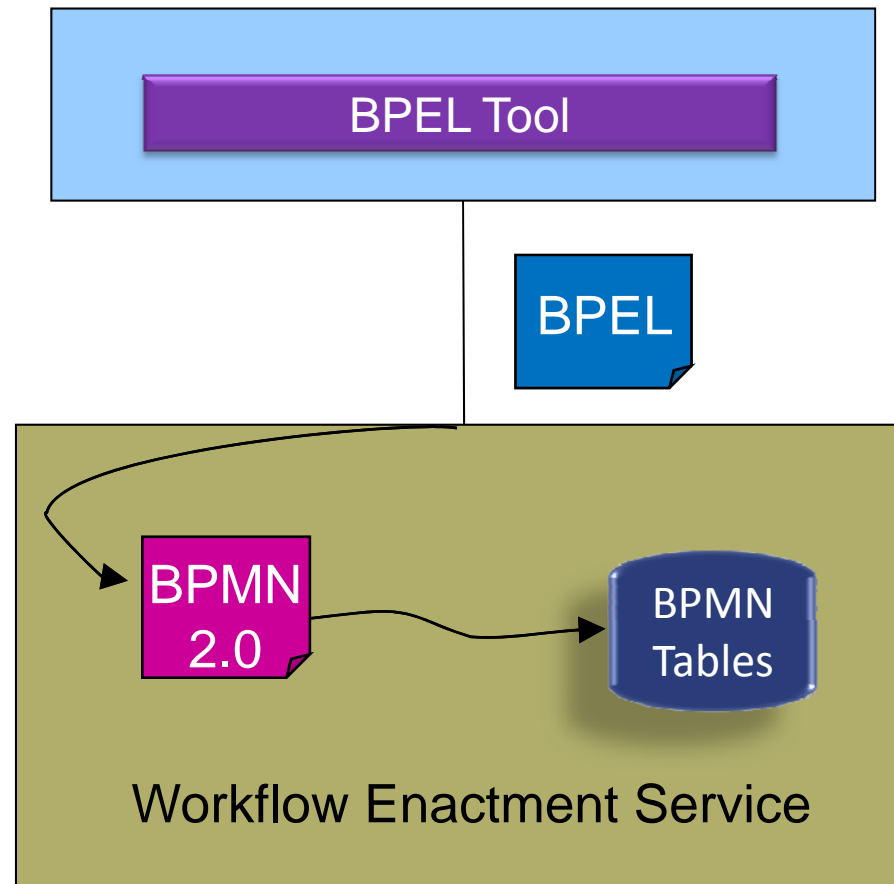 BPEL Tool
BPEL
BPMN
2.0
BPMN
Tables
Workflow Enactment Service